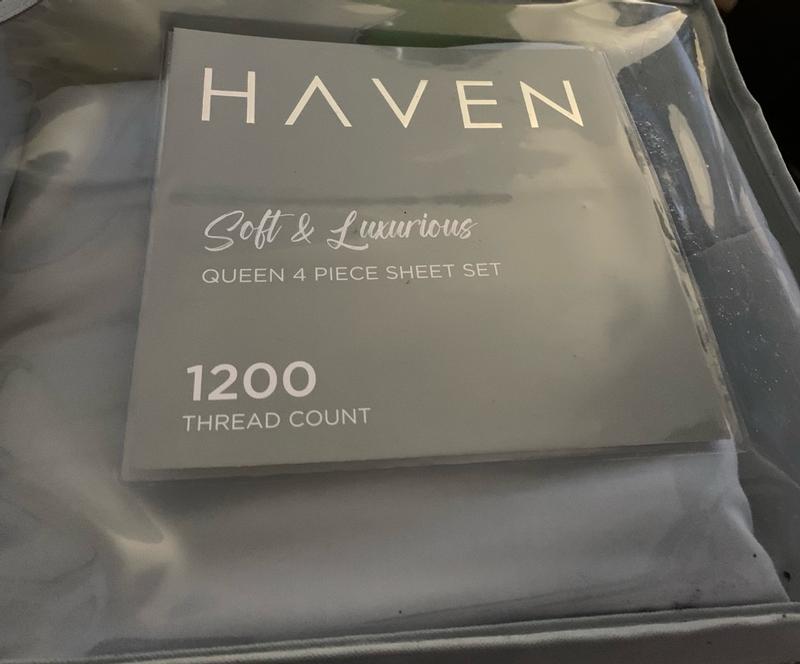 HAVEN
Soft & Luxurious
QUEEN 4 PIECE SHEET SET
1200
THREAD COUNT